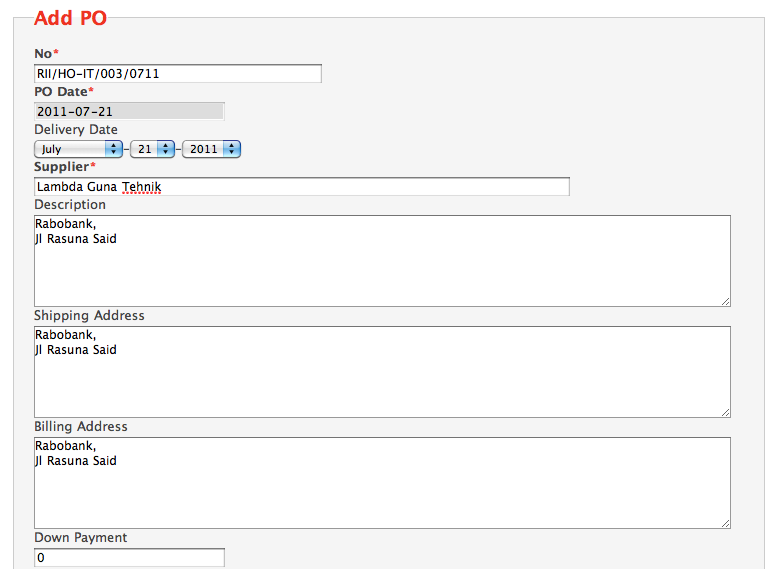 Add PO
No*
RII/HO-IT/003/0711
PO Date*
2011-07-21
Delivery Date
July - 21 - 2011
Supplier*
Lambda Guna Tehnik
Description
Rabobank,
Jl Rasuna Said
Shipping Address
Rabobank,
Jl Rasuna Said
Billing Address
Rabobank,
Jl Rasuna Said
Down Payment
0